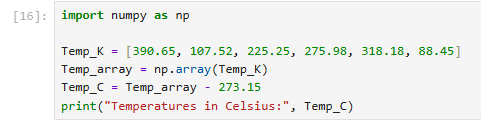 [16]: import numpy as np
Temp_K = [390.65, 107.52, 225.25, 275.98, 318.18, 88.45]
Temp_array = np.array(Temp_K)
Temp_C = Temp_array - 273.15
print("Temperatures in Celsius:", Temp_C)